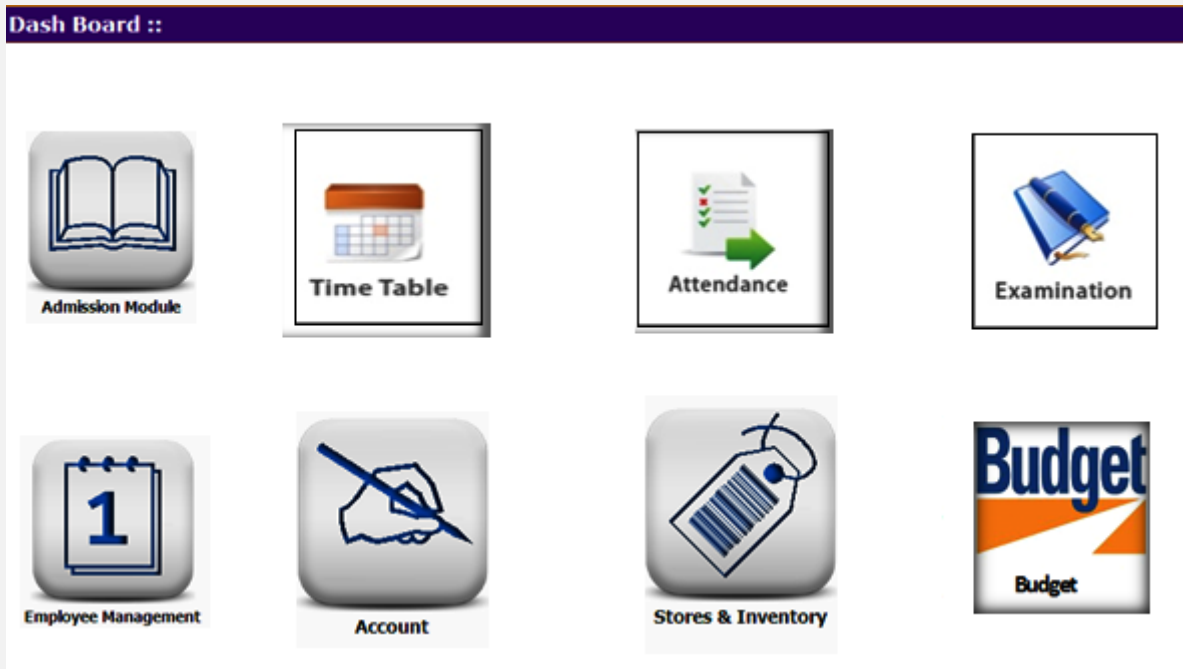 Dash Board ::
Admission Module
Time Table
Attendance
Examination
1
Employee Management
Account
Stores & Inventory
Budget
Budget